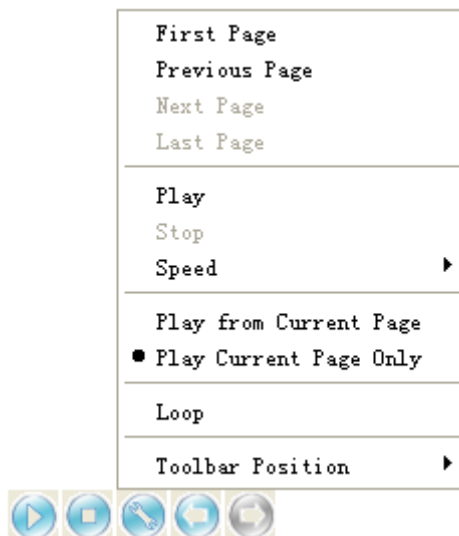 First Page
Previous Page
Next Page
Last Page
Play
Stop
Speed
Play from Current Page
Play Current Page Only
Loop
Toolbar Position